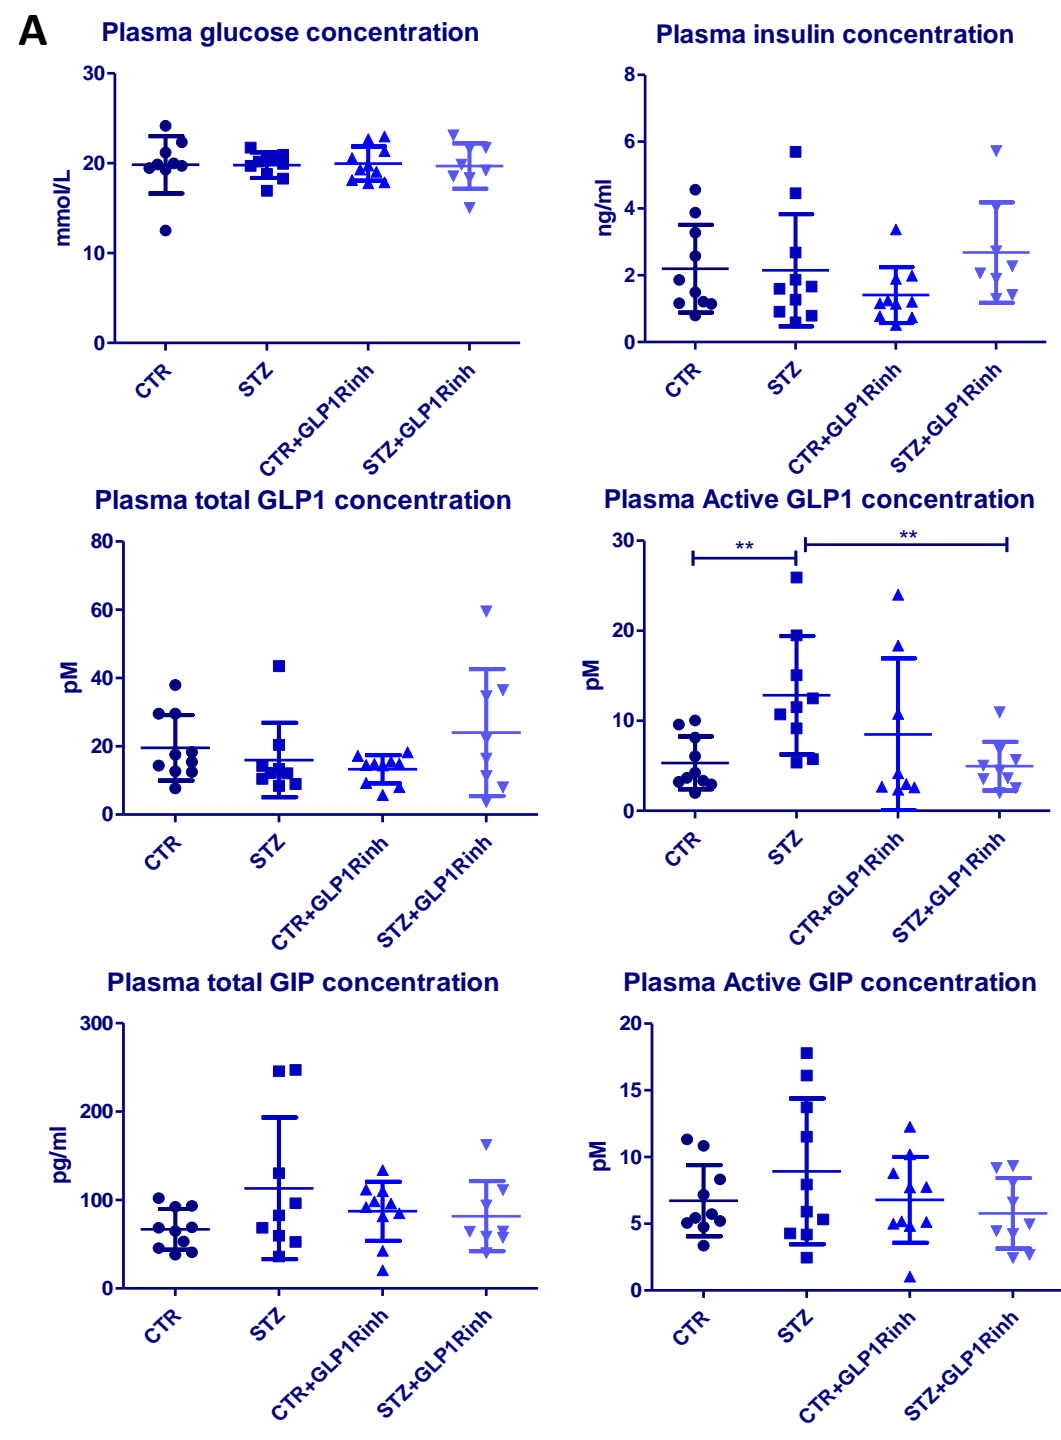 A
Plasma glucose concentration
30
20
10
0
mmol/L
CTR
STZ
CTR+GLP1Rinh
STZ+GLP1Rinh
Plasma insulin concentration
8
6
4
2
0
ng/ml
CTR
STZ
CTR+GLP1Rinh
STZ+GLP1Rinh
Plasma total GLP1 concentration
80
60
40
20
0
pM
CTR
STZ
CTR+GLP1Rinh
STZ+GLP1Rinh
Plasma Active GLP1 concentration
30
20
10
0
pM
**
**
CTR
STZ
CTR+GLP1Rinh
STZ+GLP1Rinh
Plasma total GIP concentration
300
200
100
0
pg/ml
CTR
STZ
CTR+GLP1Rinh
STZ+GLP1Rinh
Plasma Active GIP concentration
20
15
10
5
0
pM
CTR
STZ
CTR+GLP1Rinh
STZ+GLP1Rinh